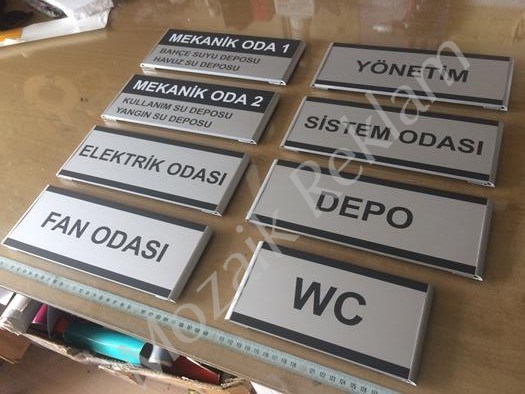 MEKANİK ODA 1
BAHÇE SUYU DEPOSU
HAVUZ SU DEPOSU
MEKANİK ODA 2
KULLANIM SU DEPOSU
YANGIN SU DEPOSU
ELEKTRİK ODASI
FAN ODASI
YÖNETİM
SİSTEM ODASI
DEPO
WC
Mozaik Reklam